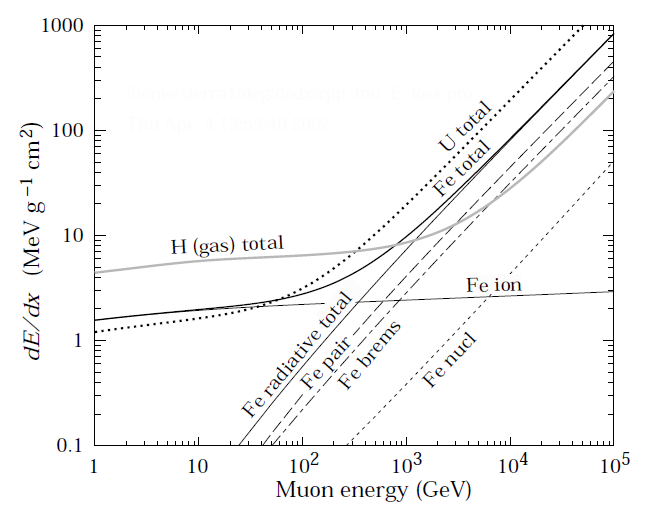 1000
100
10
1
0.1
dE/dx (MeV g⁻¹ cm²)
U total
Fe total
H (gas) total
Fe ion
Fe radiative total
Fe pair
Fe brems
Fe nucl
1 10 10² 10³ 10⁴ 10⁵
Muon energy (GeV)